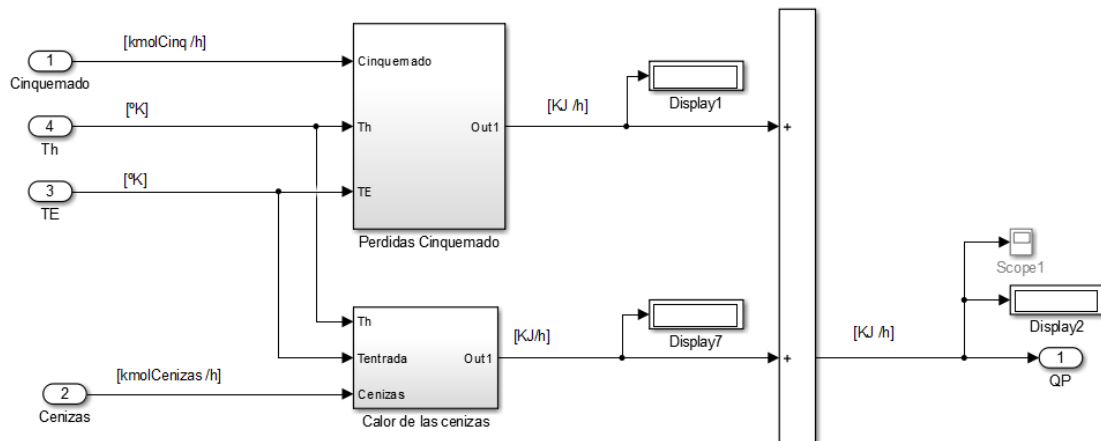 [kmolCinq /h]
1
Cinquemado
Cinquemado
[ºK]
4
Th
Th
Out1
[KJ /h]
Display1
+
[ºK]
3
TE
TE
Perdidas Cinquemado
Scope1
Th
[KJ/h]
Display7
Display2
Tentrada
Out1
+
[KJ /h]
1
QP
[kmolCenizas /h]
2
Cenizas
Cenizas
Calor de las cenizas